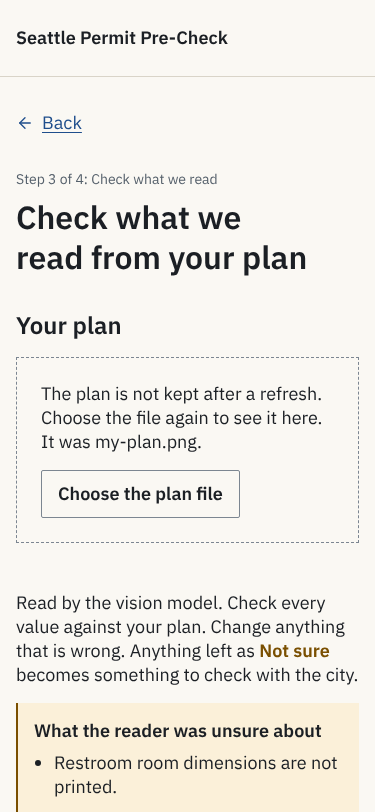 Seattle Permit Pre-Check
← Back
Step 3 of 4: Check what we read
Check what we
read from your plan
Your plan
The plan is not kept after a refresh.
Choose the file again to see it here.
It was my-plan.png.
Choose the plan file
Read by the vision model. Check every
value against your plan. Change anything
that is wrong. Anything left as Not sure
becomes something to check with the city.
What the reader was unsure about
• Restroom room dimensions are not
printed.